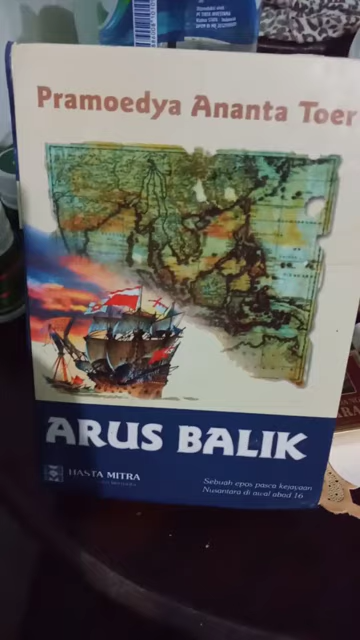 Pramoedya Ananta Toer
ARUS BALIK
HASTA MITRA
Sebuah epos pasca kejayaan
Nusantara di awal abad 16